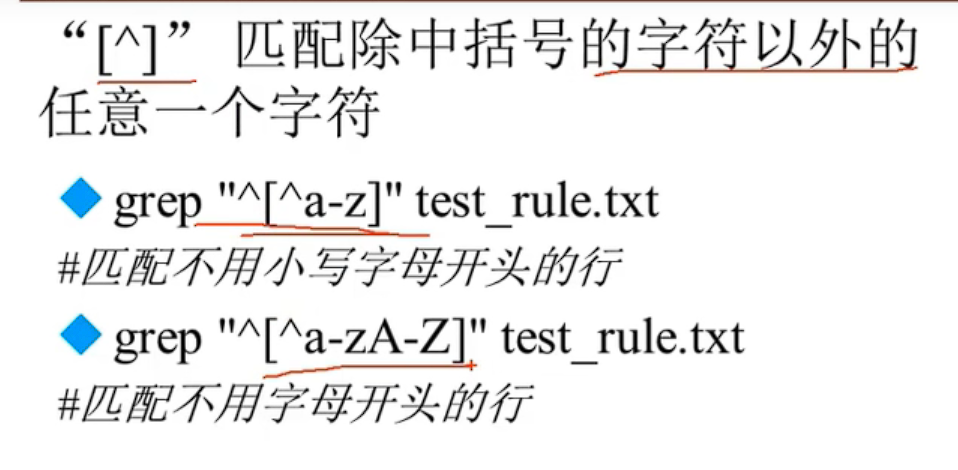 “[^]” 匹配除中括号的字符以外的
任意一个字符
grep "^[^a-z]" test_rule.txt
#匹配不用小写字母开头的行
grep "^[^a-zA-Z]" test_rule.txt
#匹配不用字母开头的行